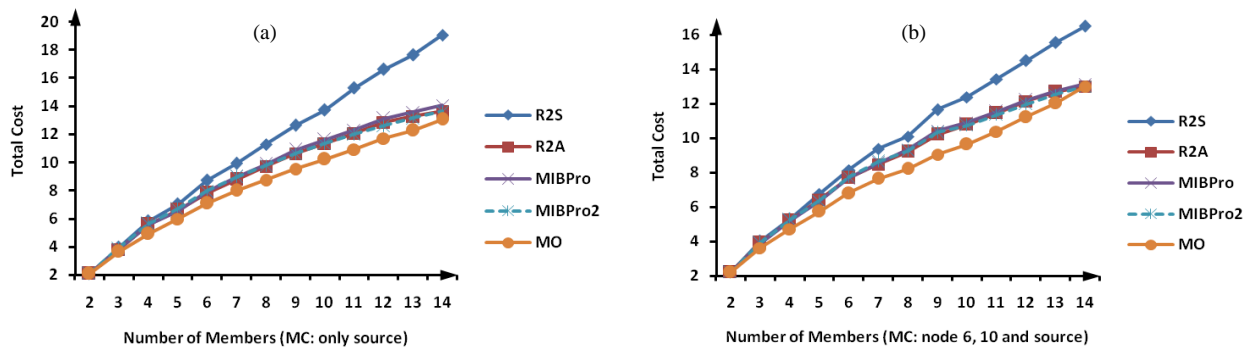 (a)
Total Cost
20
18
16
14
12
10
8
6
4
2
2 3 4 5 6 7 8 9 10 11 12 13 14
Number of Members (MC: only source)
R2S
R2A
MIBPro
MIBPro2
MO
(b)
Total Cost
16
14
12
10
8
6
4
2
2 3 4 5 6 7 8 9 10 11 12 13 14
Number of Members (MC: node 6, 10 and source)
R2S
R2A
MIBPro
MIBPro2
MO